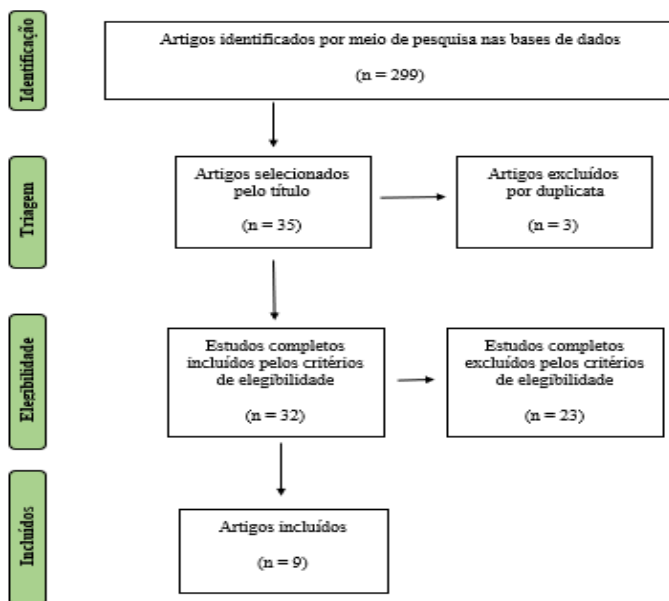 Identificação
Artigos identificados por meio de pesquisa nas bases de dados
(n = 299)
Triagem
Artigos selecionados
pelo título
(n = 35)
Artigos excluídos
por duplicata
(n = 3)
Elegibilidade
Estudos completos
incluídos pelos critérios
de elegibilidade
(n = 32)
Estudos completos
excluídos pelos critérios
de elegibilidade
(n = 23)
Incluídos
Artigos incluídos
(n = 9)